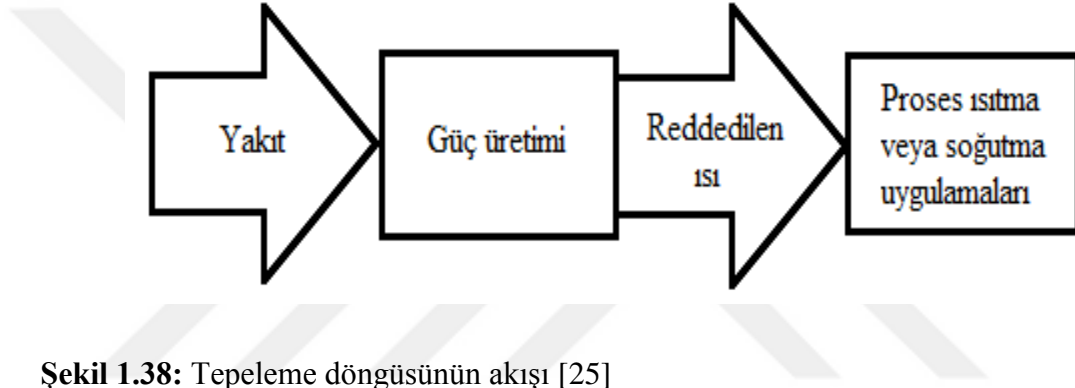 Yakıt
Güç üretimi
Reddedilen
ısı
Proses ısıtma
veya soğutma
uygulamaları
Şekil 1.38: Tepeleme döngüsünün akışı [25]